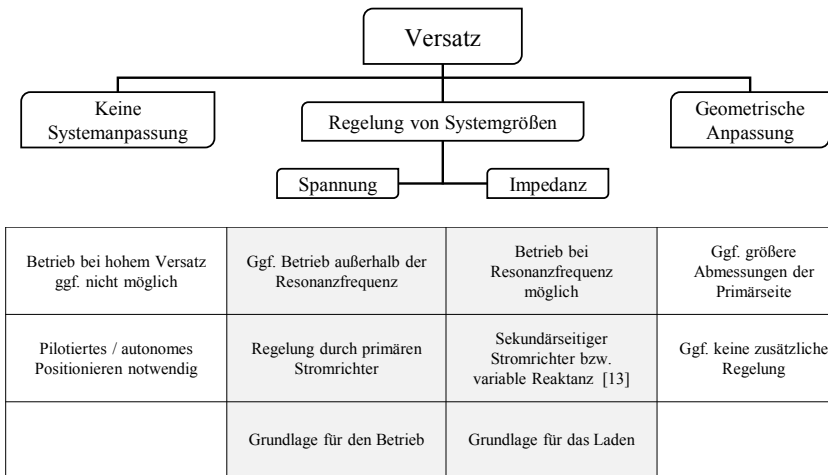 Versatz
Keine
Systemanpassung
Regelung von Systemgrößen
Geometrische
Anpassung
Spannung
Impedanz
Betrieb bei hohem Versatz
ggf. nicht möglich
Ggf. Betrieb außerhalb der
Resonanzfrequenz
Betrieb bei
Resonanzfrequenz
möglich
Ggf. größere
Abmessungen der
Primärseite
Pilotiertes / autonomes
Positionieren notwendig
Regelung durch primären
Stromrichter
Sekundärseitiger
Stromrichter bzw.
variable Reaktanz [13]
Ggf. keine zusätzliche
Regelung
Grundlage für den Betrieb
Grundlage für das Laden